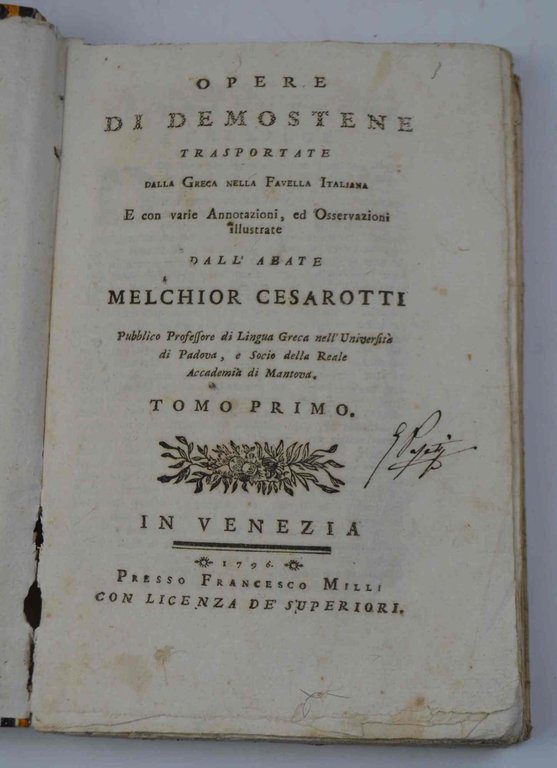 OPERE
DI DEMOSTENE
TRASPORTATE
DALLA GRECA NELLA FAVELLA ITALIANA
E con varie Annotazioni, ed Osservazioni
illustrate
DALL' ABATE
MELCHIOR CESAROTTI
Pubblico Professore di Lingua Greca nell' Università
di Padova, e Socio della Reale
Accademia di Mantova.
TOMO PRIMO.
IN VENEZIA
1796.
PRESSO FRANCESCO MILLI
CON LICENZA DE' SUPERIORI.